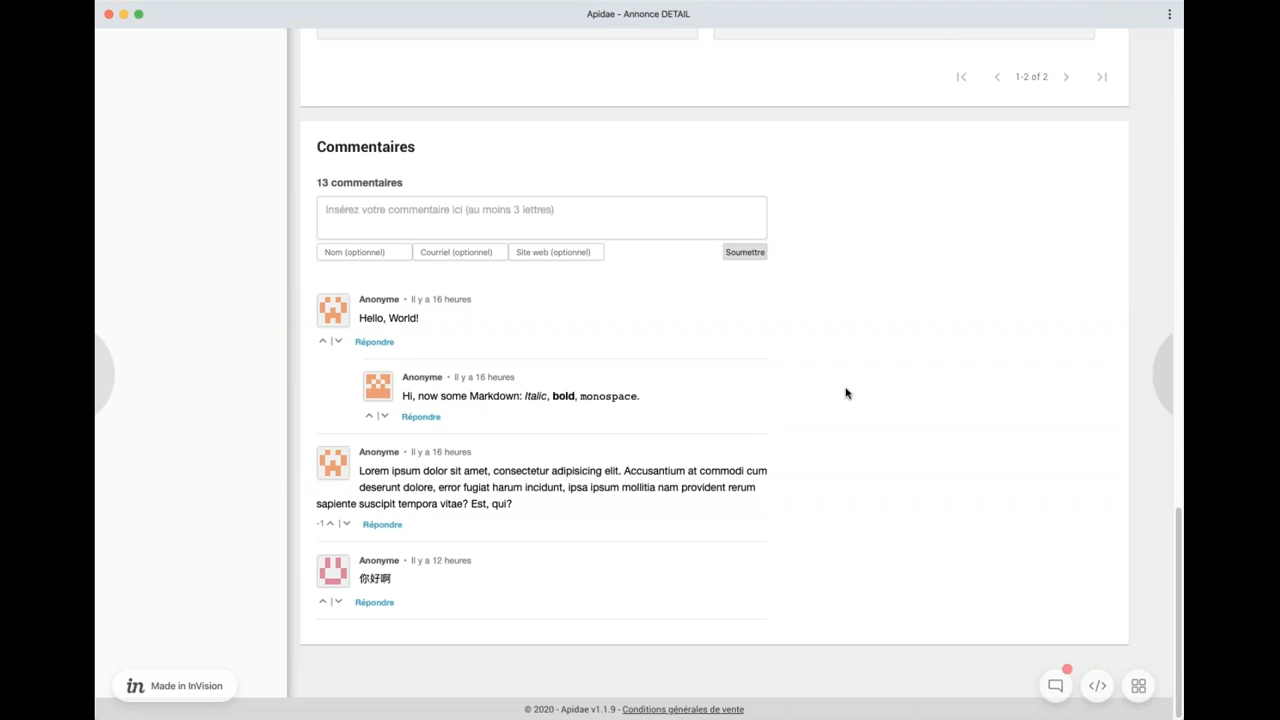 Apidae - Annonce DETAIL
1-2 of 2
Commentaires
13 commentaires
Insérez votre commentaire ici (au moins 3 lettres)
Nom (optionnel) Courriel (optionnel) Site web (optionnel) Soumettre
Anonyme • Il y a 16 heures
Hello, World!
Répondre
Anonyme • Il y a 16 heures
Hi, now some Markdown: Italic, bold, monospace.
Répondre
Anonyme • Il y a 16 heures
Lorem ipsum dolor sit amet, consectetur adipisicing elit. Accusantium at commodi cum
deserunt dolore, error fugiat harum incidunt, ipsa ipsum mollitia nam provident rerum
sapiente suscipit tempora vitae? Est, qui?
-1 Répondre
Anonyme • Il y a 12 heures
你好啊
Répondre
in Made in InVision
© 2020 - Apidae v1.1.9 - Conditions générales de vente